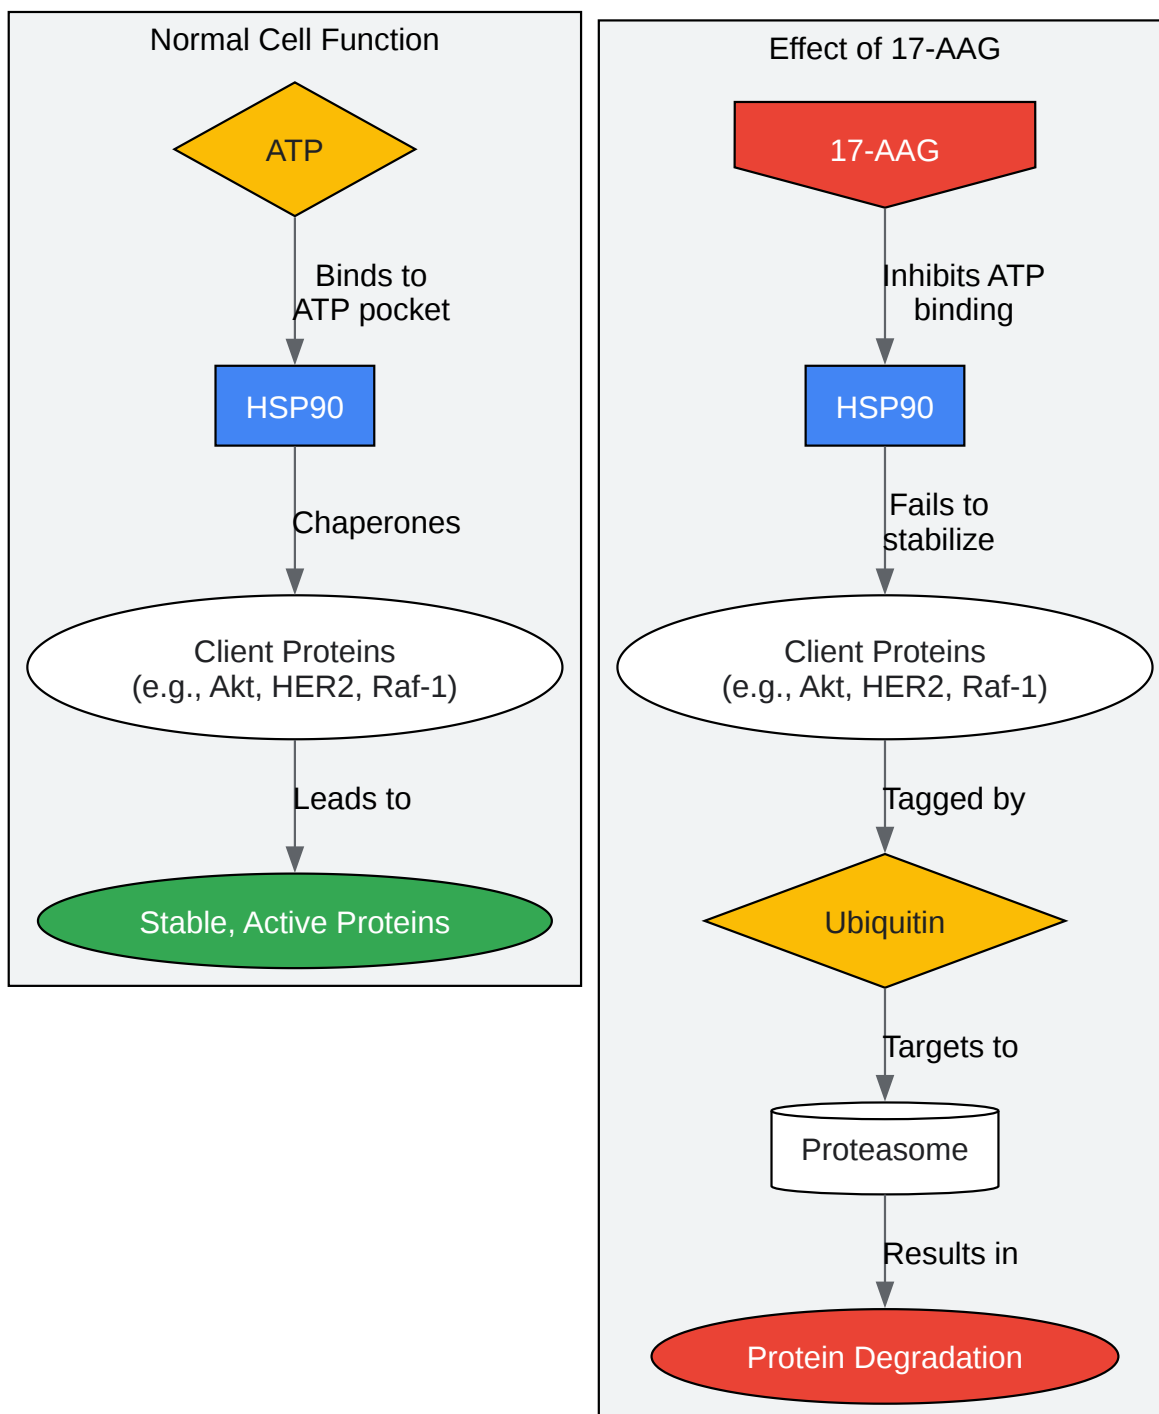 Normal Cell Function
ATP
Binds to
ATP pocket
HSP90
Chaperones
Client Proteins
(e.g., Akt, HER2, Raf-1)
Leads to
Stable, Active Proteins
Effect of 17-AAG
17-AAG
Inhibits ATP
binding
HSP90
Fails to
stabilize
Client Proteins
(e.g., Akt, HER2, Raf-1)
Tagged by
Ubiquitin
Targets to
Proteasome
Results in
Protein Degradation